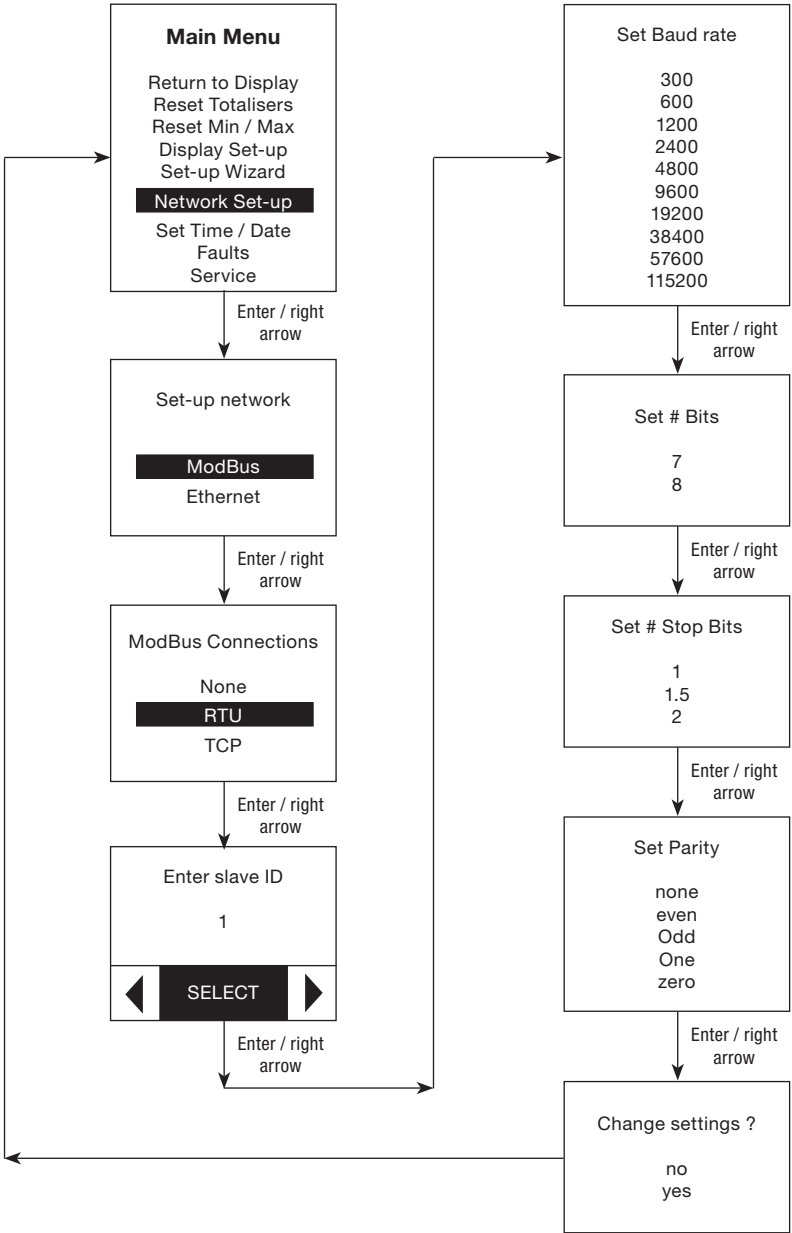 Main Menu
Return to Display
Reset Totalisers
Reset Min / Max
Display Set-up
Set-up Wizard
Network Set-up
Set Time / Date
Faults
Service
Enter / right
arrow
Set-up network
ModBus
Ethernet
Enter / right
arrow
ModBus Connections
None
RTU
TCP
Enter / right
arrow
Enter slave ID
1
SELECT
Enter / right
arrow
Set Baud rate
300
600
1200
2400
4800
9600
19200
38400
57600
115200
Enter / right
arrow
Set # Bits
7
8
Enter / right
arrow
Set # Stop Bits
1
1.5
2
Enter / right
arrow
Set Parity
none
even
Odd
One
zero
Enter / right
arrow
Change settings ?
no
yes